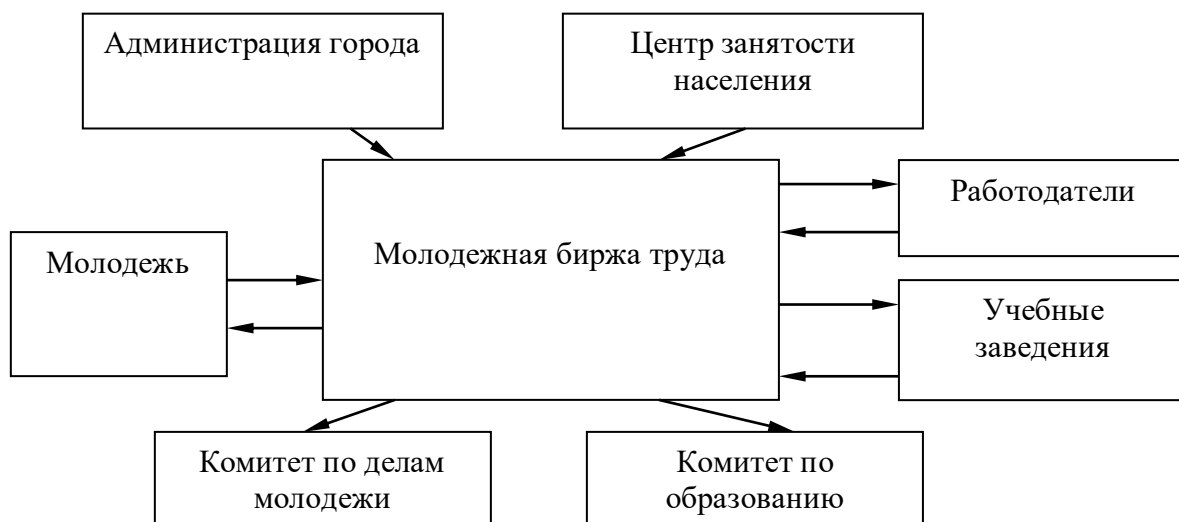 Администрация города
Центр занятости
населения
Работодатели
Молодежь
Молодежная биржа труда
Учебные
заведения
Комитет по делам
молодежи
Комитет по
образованию